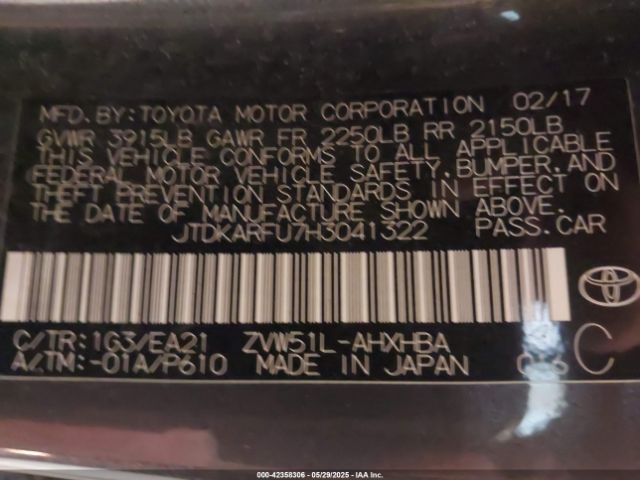 MFD.BY:TOYOTA MOTOR CORPORATION 02/17
GVWR 3915LB GAWR FR 2250LB RR 2150LB
THIS VEHICLE CONFORMS TO ALL APPLICABLE
FEDERAL MOTOR VEHICLE SAFETY,BUMPER,AND
THEFT PREVENTION STANDARDS IN EFFECT ON
THE DATE OF MANUFACTURE SHOWN ABOVE.
JTDKARFU7H3041322 PASS.CAR
C/TR:1G3/EA21 ZVW51L-AHXHBA
A/TM:-01A/P610 MADE IN JAPAN
C
000-42358306 - 05/29/2025 - IAA Inc.